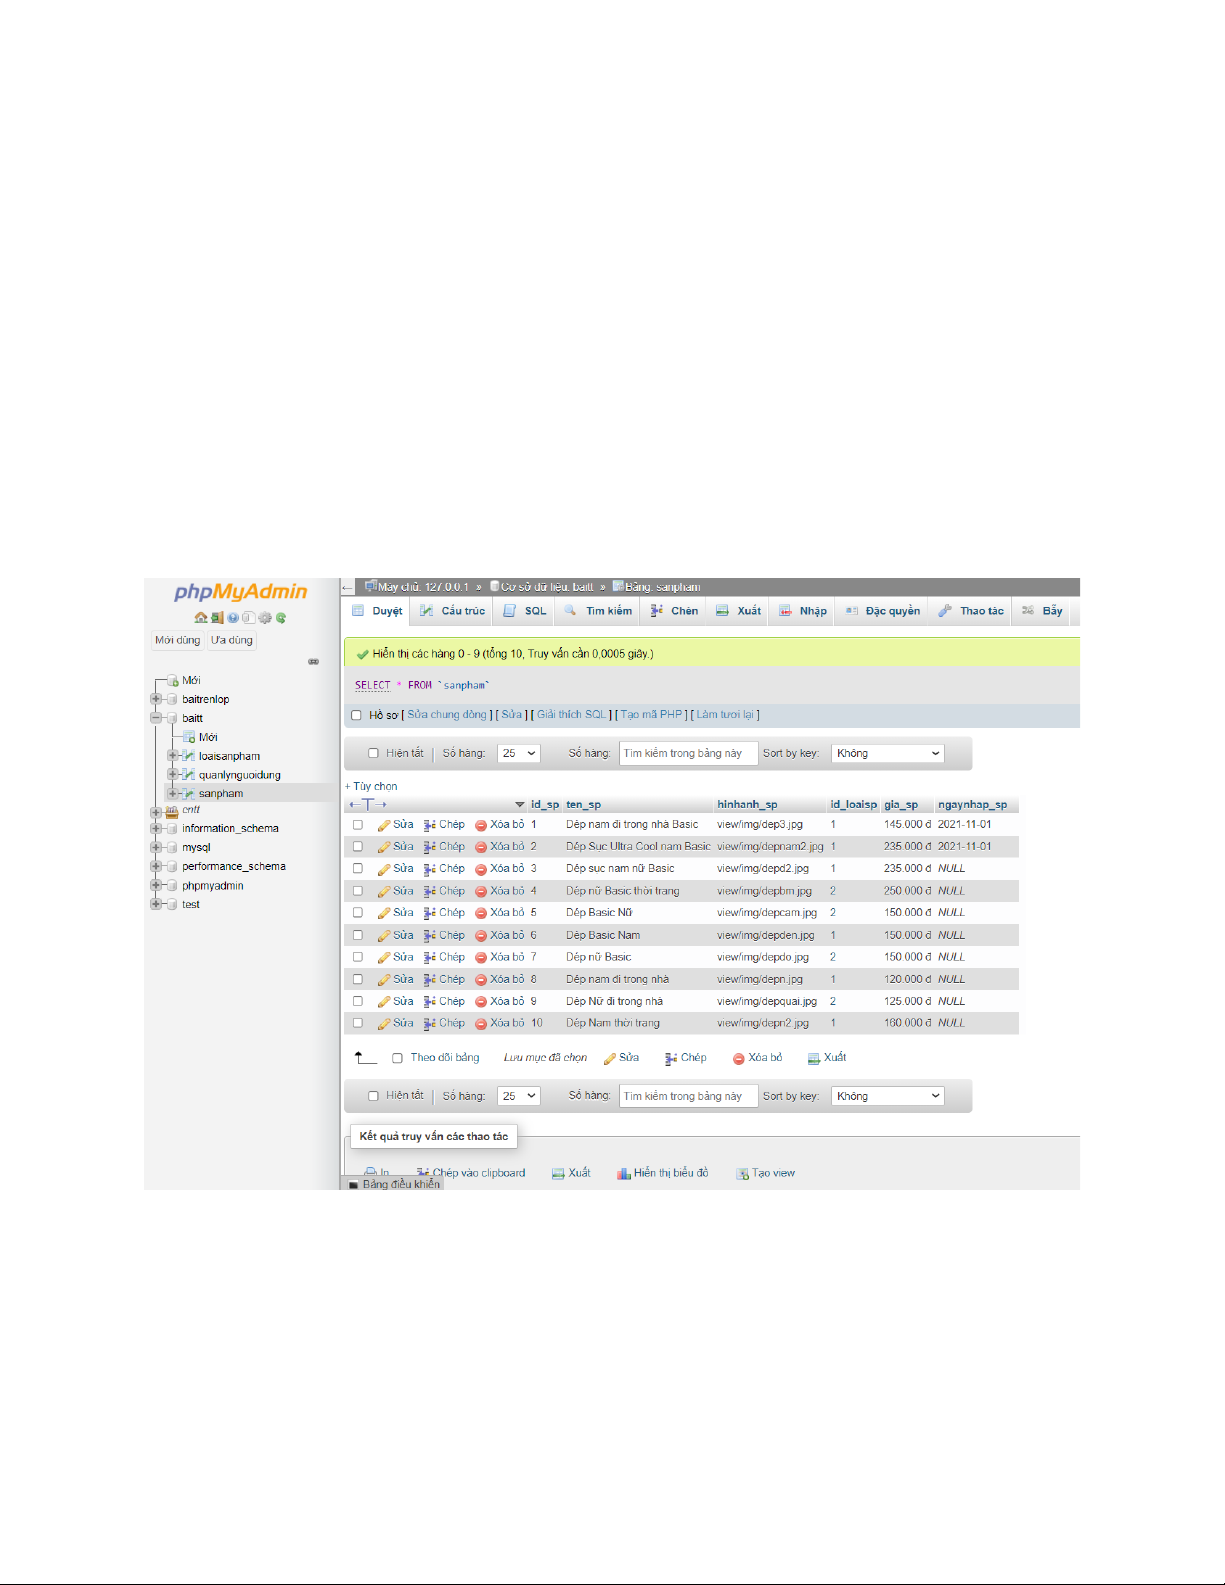 phpMyAdmin
Mới dùng Ưa dùng
Mới
baitrenlop
baitt
Mới
loaisanpham
quanlynguoidung
sanpham
cntt
information_schema
mysql
performance_schema
phpmyadmin
test
Máy chủ: 127.0.0.1 » Cơ sở dữ liệu: baitt » Bảng: sanpham
Duyệt Cấu trúc SQL Tìm kiếm Chèn Xuất Nhập Đặc quyền Thao tác Bẫy
Hiển thị các hàng 0 - 9 (tổng 10, Truy vấn cần 0,0005 giây.)
SELECT * FROM `sanpham`
Hồ sơ [ Sửa chung dòng ] [ Sửa ] [ Giải thích SQL ] [ Tạo mã PHP ] [ Làm tươi lại ]
Hiện tất Số hàng: 25 Số hàng: Tìm kiếm trong bảng này Sort by key: Không
+ Tùy chọn
id_sp ten_sp hinhanh_sp id_loaisp gia_sp ngaynhap_sp
Sửa Chép Xóa bỏ 1 Dép nam đi trong nhà Basic view/img/dep3.jpg 1 145.000 đ 2021-11-01
Sửa Chép Xóa bỏ 2 Dép Sục Ultra Cool nam Basic view/img/depnam2.jpg 1 235.000 đ 2021-11-01
Sửa Chép Xóa bỏ 3 Dép sục nam nữ Basic view/img/depd2.jpg 1 235.000 đ NULL
Sửa Chép Xóa bỏ 4 Dép nữ Basic thời trang view/img/depbm.jpg 2 250.000 đ NULL
Sửa Chép Xóa bỏ 5 Dép Basic Nữ view/img/depcam.jpg 2 150.000 đ NULL
Sửa Chép Xóa bỏ 6 Dép Basic Nam view/img/depden.jpg 1 150.000 đ NULL
Sửa Chép Xóa bỏ 7 Dép nữ Basic view/img/depdo.jpg 2 150.000 đ NULL
Sửa Chép Xóa bỏ 8 Dép nam đi trong nhà view/img/depn.jpg 1 120.000 đ NULL
Sửa Chép Xóa bỏ 9 Dép Nữ đi trong nhà view/img/depquai.jpg 2 125.000 đ NULL
Sửa Chép Xóa bỏ 10 Dép Nam thời trang view/img/depn2.jpg 1 160.000 đ NULL
Theo dõi bảng Lưu mục đã chọn Sửa Chép Xóa bỏ Xuất
Hiện tất Số hàng: 25 Số hàng: Tìm kiếm trong bảng này Sort by key: Không
Kết quả truy vấn các thao tác
In Chép vào clipboard Xuất Hiển thị biểu đồ Tạo view
Bảng điều khiển